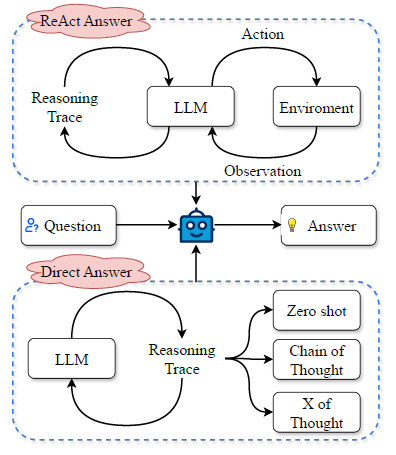 ReAct Answer
Action
Reasoning
Trace
LLM
Enviroment
Observation
Question
Answer
Direct Answer
LLM
Reasoning
Trace
Zero shot
Chain of
Thought
X of
Thought